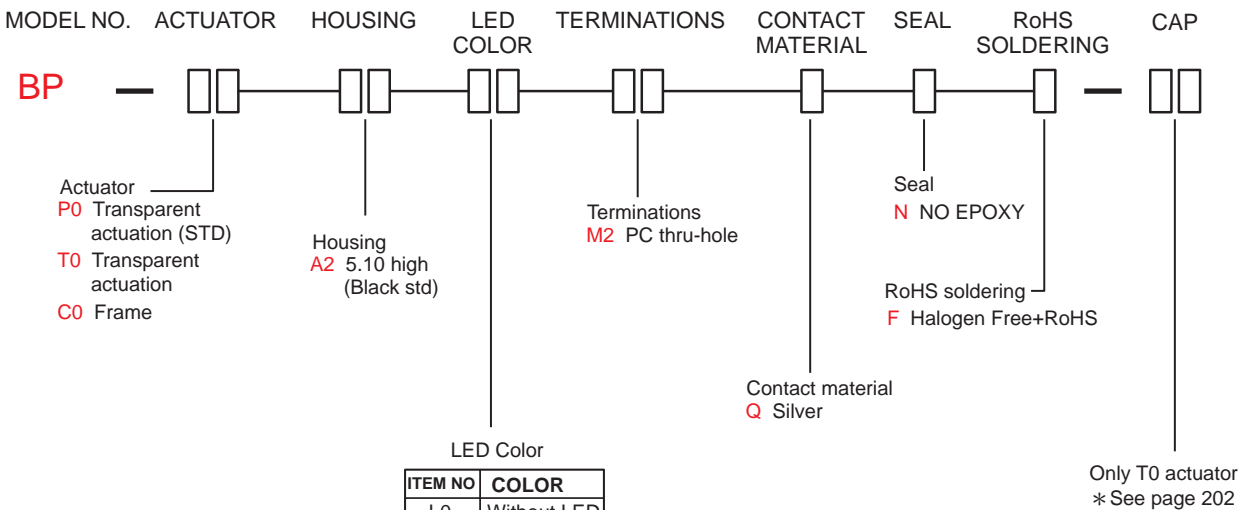 MODEL NO. ACTUATOR HOUSING LED COLOR TERMINATIONS CONTACT MATERIAL SEAL RoHS SOLDERING CAP
BP
Actuator
P0 Transparent
actuation (STD)
T0 Transparent
actuation
C0 Frame
Housing
A2 5.10 high
(Black std)
LED Color
ITEM NO COLOR
L0 Without LED
Terminations
M2 PC thru-hole
Contact material
Q Silver
Seal
N NO EPOXY
RoHS soldering
F Halogen Free+RoHS
Only T0 actuator
*See page 202